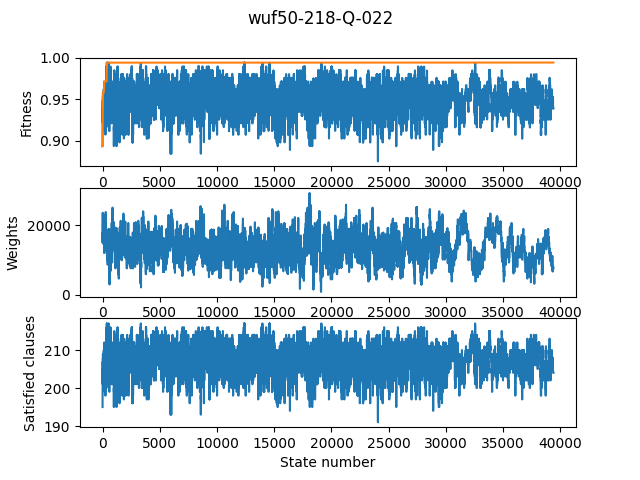 wuf50-218-Q-022
1.00
0.95
0.90
Fitness
0 5000 10000 15000 20000 25000 30000 35000 40000
20000
0
Weights
0 5000 10000 15000 20000 25000 30000 35000 40000
210
200
190
Satisfied clauses
0 5000 10000 15000 20000 25000 30000 35000 40000
State number